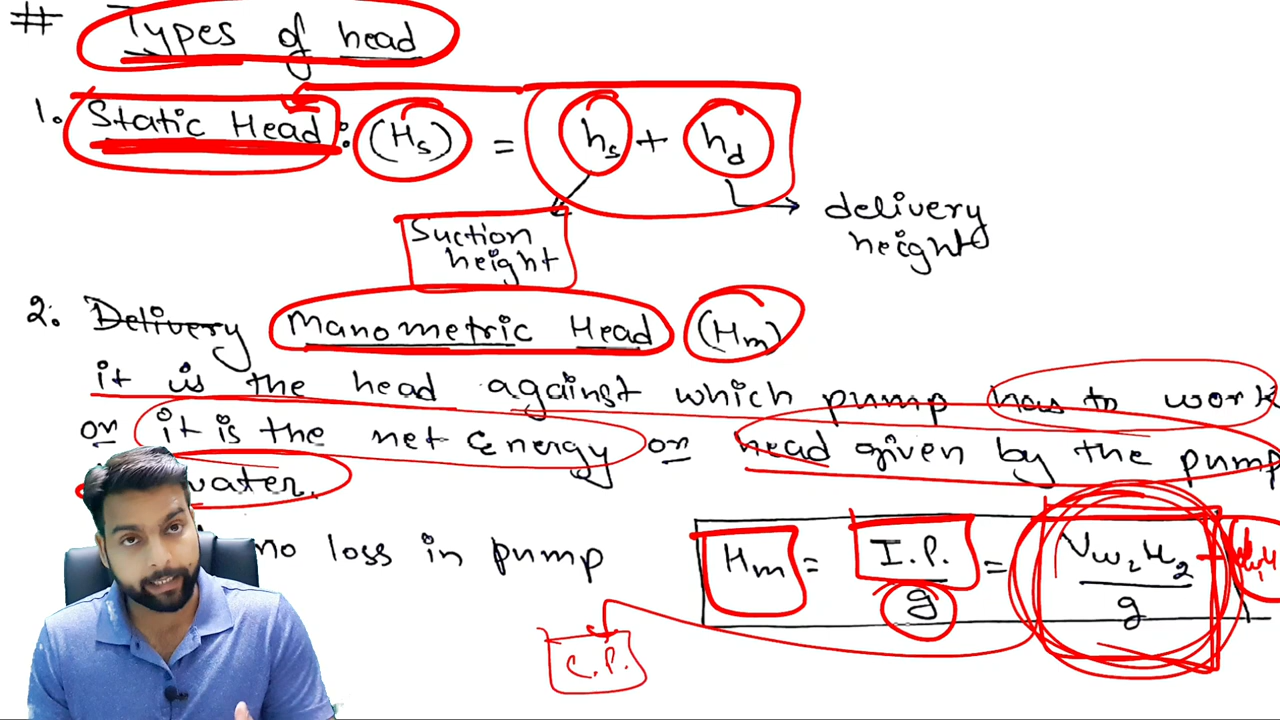 # Types of head
1. Static Head : (Hs) = hs + hd
Suction height
delivery height
2: Delivery Manometric Head (Hm)
it is the head against which pump has to work
or it is the net energy or head given by the pump
water.
no loss in pump
Hm = I.P. / g = Vw2 u2 / g
C.P.